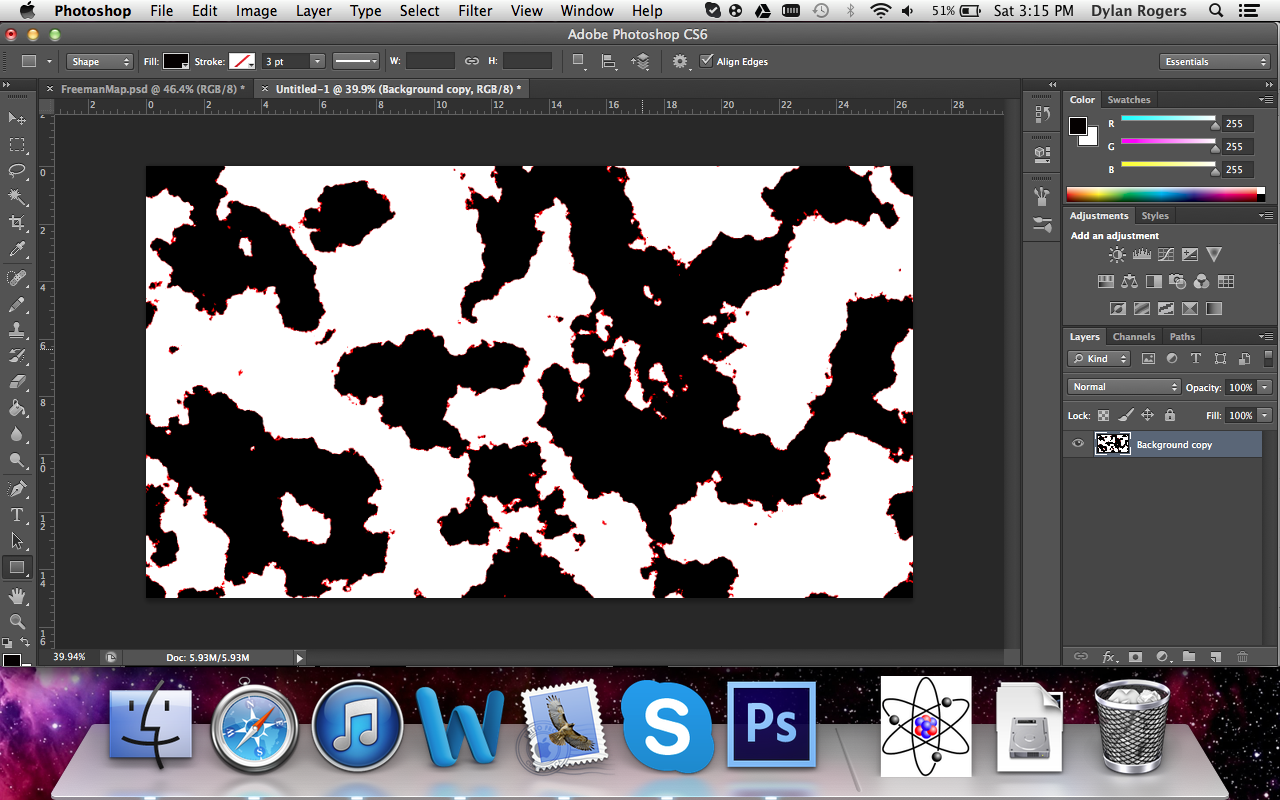 Photoshop File Edit Image Layer Type Select Filter View Window Help 51% Sat 3:15 PM Dylan Rogers
Adobe Photoshop CS6
Shape Fill: Stroke: 3 pt W: H: Align Edges Essentials
FreemanMap.psd @ 46.4% (RGB/8) * Untitled-1 @ 39.9% (Background copy, RGB/8) *
2 0 2 4 6 8 10 12 14 16 18 20 22 24 26 28
0
2
4
6
8
10
12
14
16
Color Swatches
R 255
G 255
B 255
Adjustments Styles
Add an adjustment
Layers Channels Paths
Kind
Normal Opacity: 100%
Lock: Fill: 100%
Background copy
fx
39.94% Doc: 5.93M/5.93M
S Ps